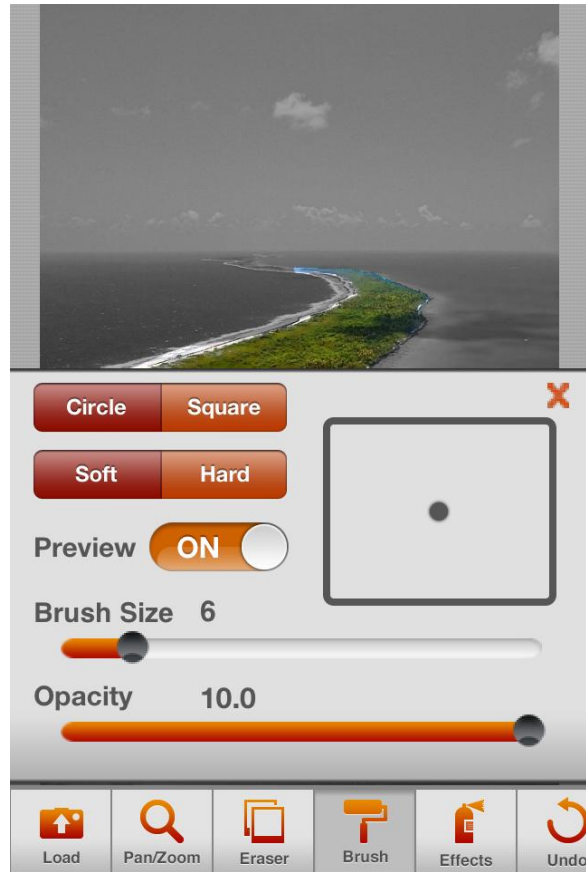 Circle Square
Soft Hard
Preview ON
Brush Size 6
Opacity 10.0
Load Pan/Zoom Eraser Brush Effects Undo